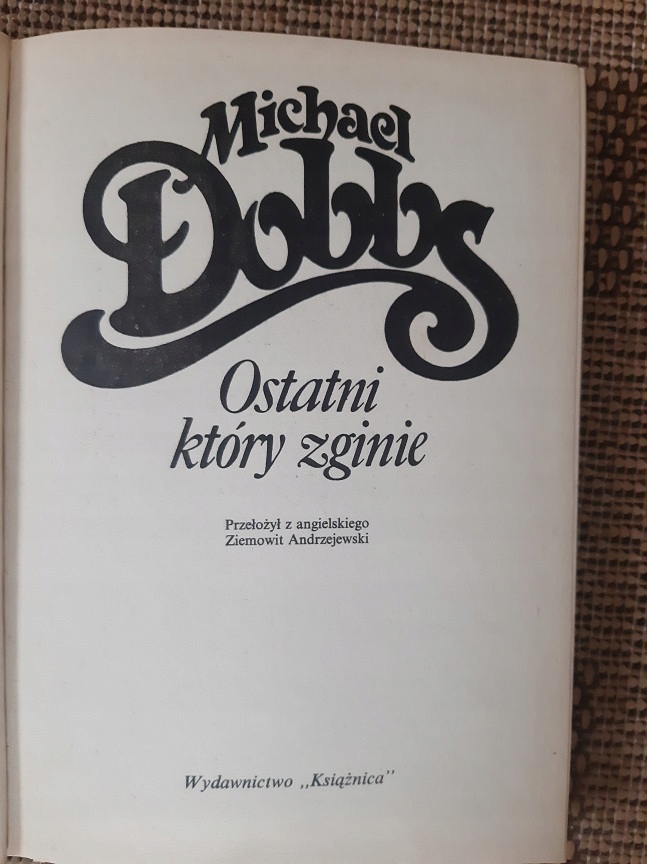 Michael
Dobbs
Ostatni
który zginie
Przełożył z angielskiego
Ziemowit Andrzejewski
Wydawnictwo ,,Książnica''